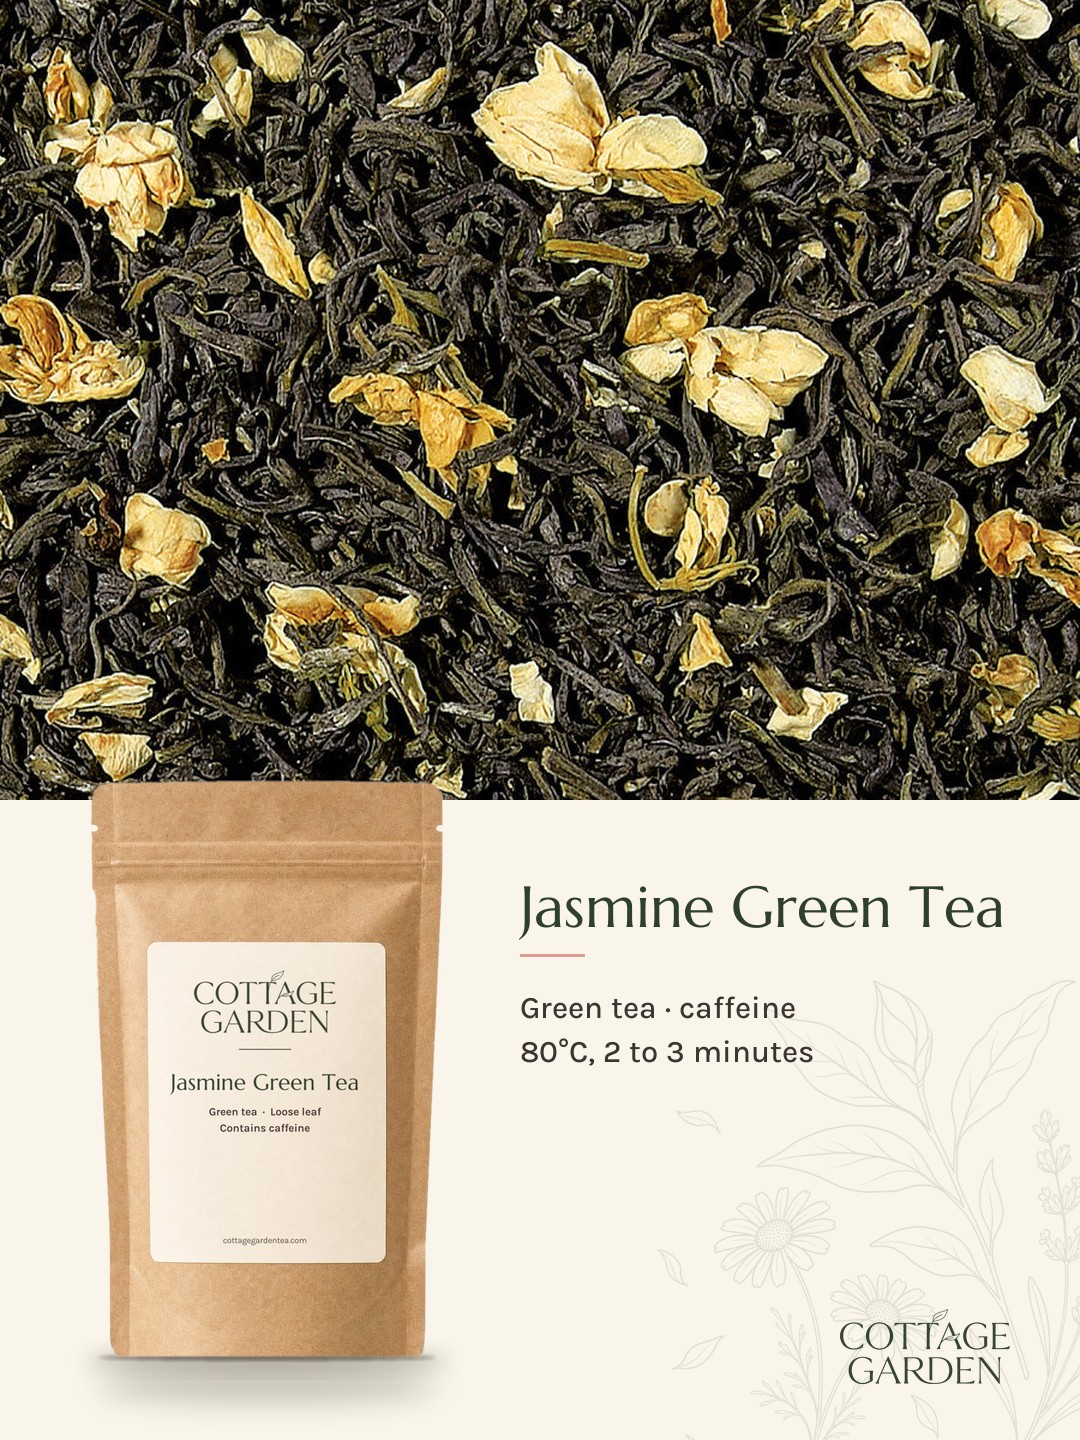 COTTAGE
GARDEN
Jasmine Green Tea
Green tea · Loose leaf
Contains caffeine
cottagegardentea.com
Jasmine Green Tea
Green tea · caffeine
80°C, 2 to 3 minutes
COTTAGE
GARDEN